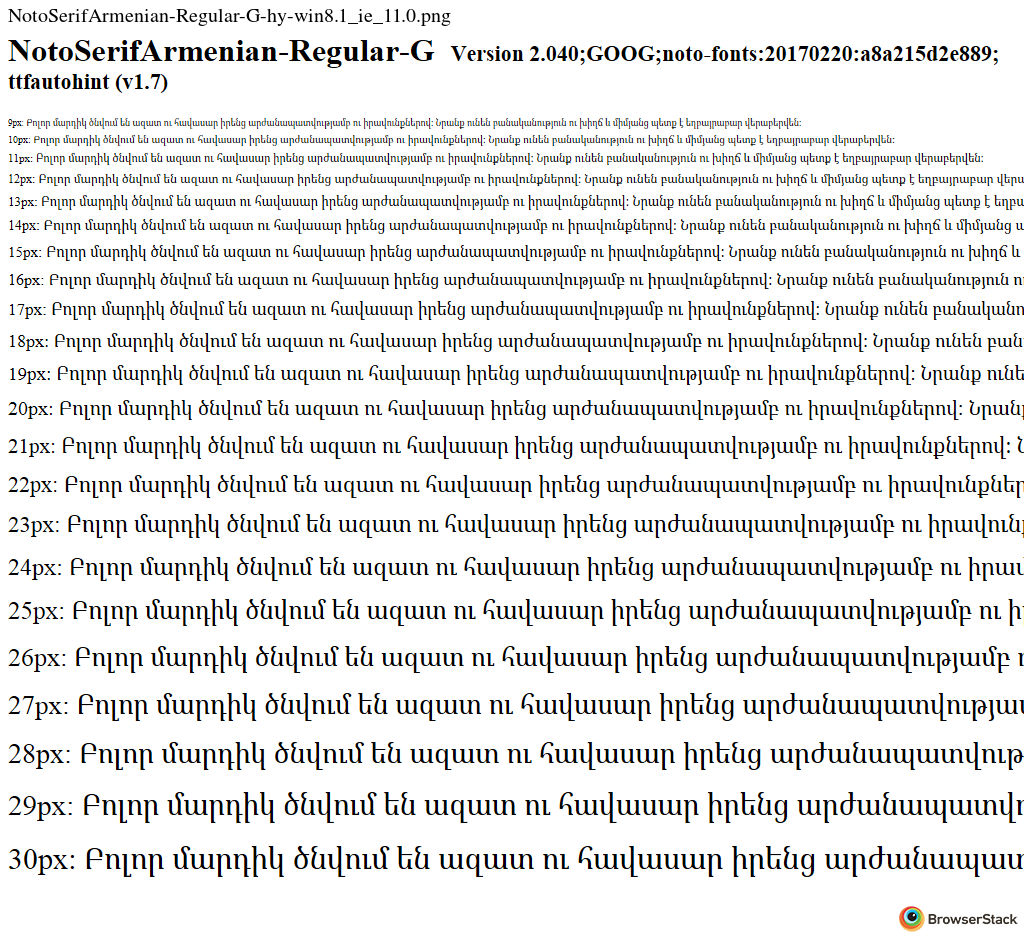 NotoSerifArmenian-Regular-G-hy-win8.1_ie_11.0.png
NotoSerifArmenian-Regular-G Version 2.040;GOOG;noto-fonts:20170220:a8a215d2e889;
ttfautohint (v1.7)
9px: Բոլոր մարդիկ ծնվում են ազատ ու հավասար իրենց արժանապատվությամբ ու իրավունքներով: Նրանք ունեն բանականություն ու խիղճ և միմյանց պետք է եղբայրաբար վերաբերվեն:
10px: Բոլոր մարդիկ ծնվում են ազատ ու հավասար իրենց արժանապատվությամբ ու իրավունքներով: Նրանք ունեն բանականություն ու խիղճ և միմյանց պետք է եղբայրաբար վերաբերվեն:
11px: Բոլոր մարդիկ ծնվում են ազատ ու հավասար իրենց արժանապատվությամբ ու իրավունքներով: Նրանք ունեն բանականություն ու խիղճ և միմյանց պետք է եղբայրաբար վերաբերվեն:
12px: Բոլոր մարդիկ ծնվում են ազատ ու հավասար իրենց արժանապատվությամբ ու իրավունքներով: Նրանք ունեն բանականություն ու խիղճ և միմյանց պետք է եղբայրաբար վերա
13px: Բոլոր մարդիկ ծնվում են ազատ ու հավասար իրենց արժանապատվությամբ ու իրավունքներով: Նրանք ունեն բանականություն ու խիղճ և միմյանց պետք է եղբա
14px: Բոլոր մարդիկ ծնվում են ազատ ու հավասար իրենց արժանապատվությամբ ու իրավունքներով: Նրանք ունեն բանականություն ու խիղճ և միմյանց
15px: Բոլոր մարդիկ ծնվում են ազատ ու հավասար իրենց արժանապատվությամբ ու իրավունքներով: Նրանք ունեն բանականություն ու խիղճ և
16px: Բոլոր մարդիկ ծնվում են ազատ ու հավասար իրենց արժանապատվությամբ ու իրավունքներով: Նրանք ունեն բանականություն ու
17px: Բոլոր մարդիկ ծնվում են ազատ ու հավասար իրենց արժանապատվությամբ ու իրավունքներով: Նրանք ունեն բանականո
18px: Բոլոր մարդիկ ծնվում են ազատ ու հավասար իրենց արժանապատվությամբ ու իրավունքներով: Նրանք ունեն բան
19px: Բոլոր մարդիկ ծնվում են ազատ ու հավասար իրենց արժանապատվությամբ ու իրավունքներով: Նրանք ունե
20px: Բոլոր մարդիկ ծնվում են ազատ ու հավասար իրենց արժանապատվությամբ ու իրավունքներով: Նրան
21px: Բոլոր մարդիկ ծնվում են ազատ ու հավասար իրենց արժանապատվությամբ ու իրավունքներով:
22px: Բոլոր մարդիկ ծնվում են ազատ ու հավասար իրենց արժանապատվությամբ ու իրավունքներ
23px: Բոլոր մարդիկ ծնվում են ազատ ու հավասար իրենց արժանապատվությամբ ու իրավուն
24px: Բոլոր մարդիկ ծնվում են ազատ ու հավասար իրենց արժանապատվությամբ ու իրավ
25px: Բոլոր մարդիկ ծնվում են ազատ ու հավասար իրենց արժանապատվությամբ ու ի
26px: Բոլոր մարդիկ ծնվում են ազատ ու հավասար իրենց արժանապատվությամբ
27px: Բոլոր մարդիկ ծնվում են ազատ ու հավասար իրենց արժանապատվությա
28px: Բոլոր մարդիկ ծնվում են ազատ ու հավասար իրենց արժանապատվութ
29px: Բոլոր մարդիկ ծնվում են ազատ ու հավասար իրենց արժանապատվ
30px: Բոլոր մարդիկ ծնվում են ազատ ու հավասար իրենց արժանապատ
BrowserStack